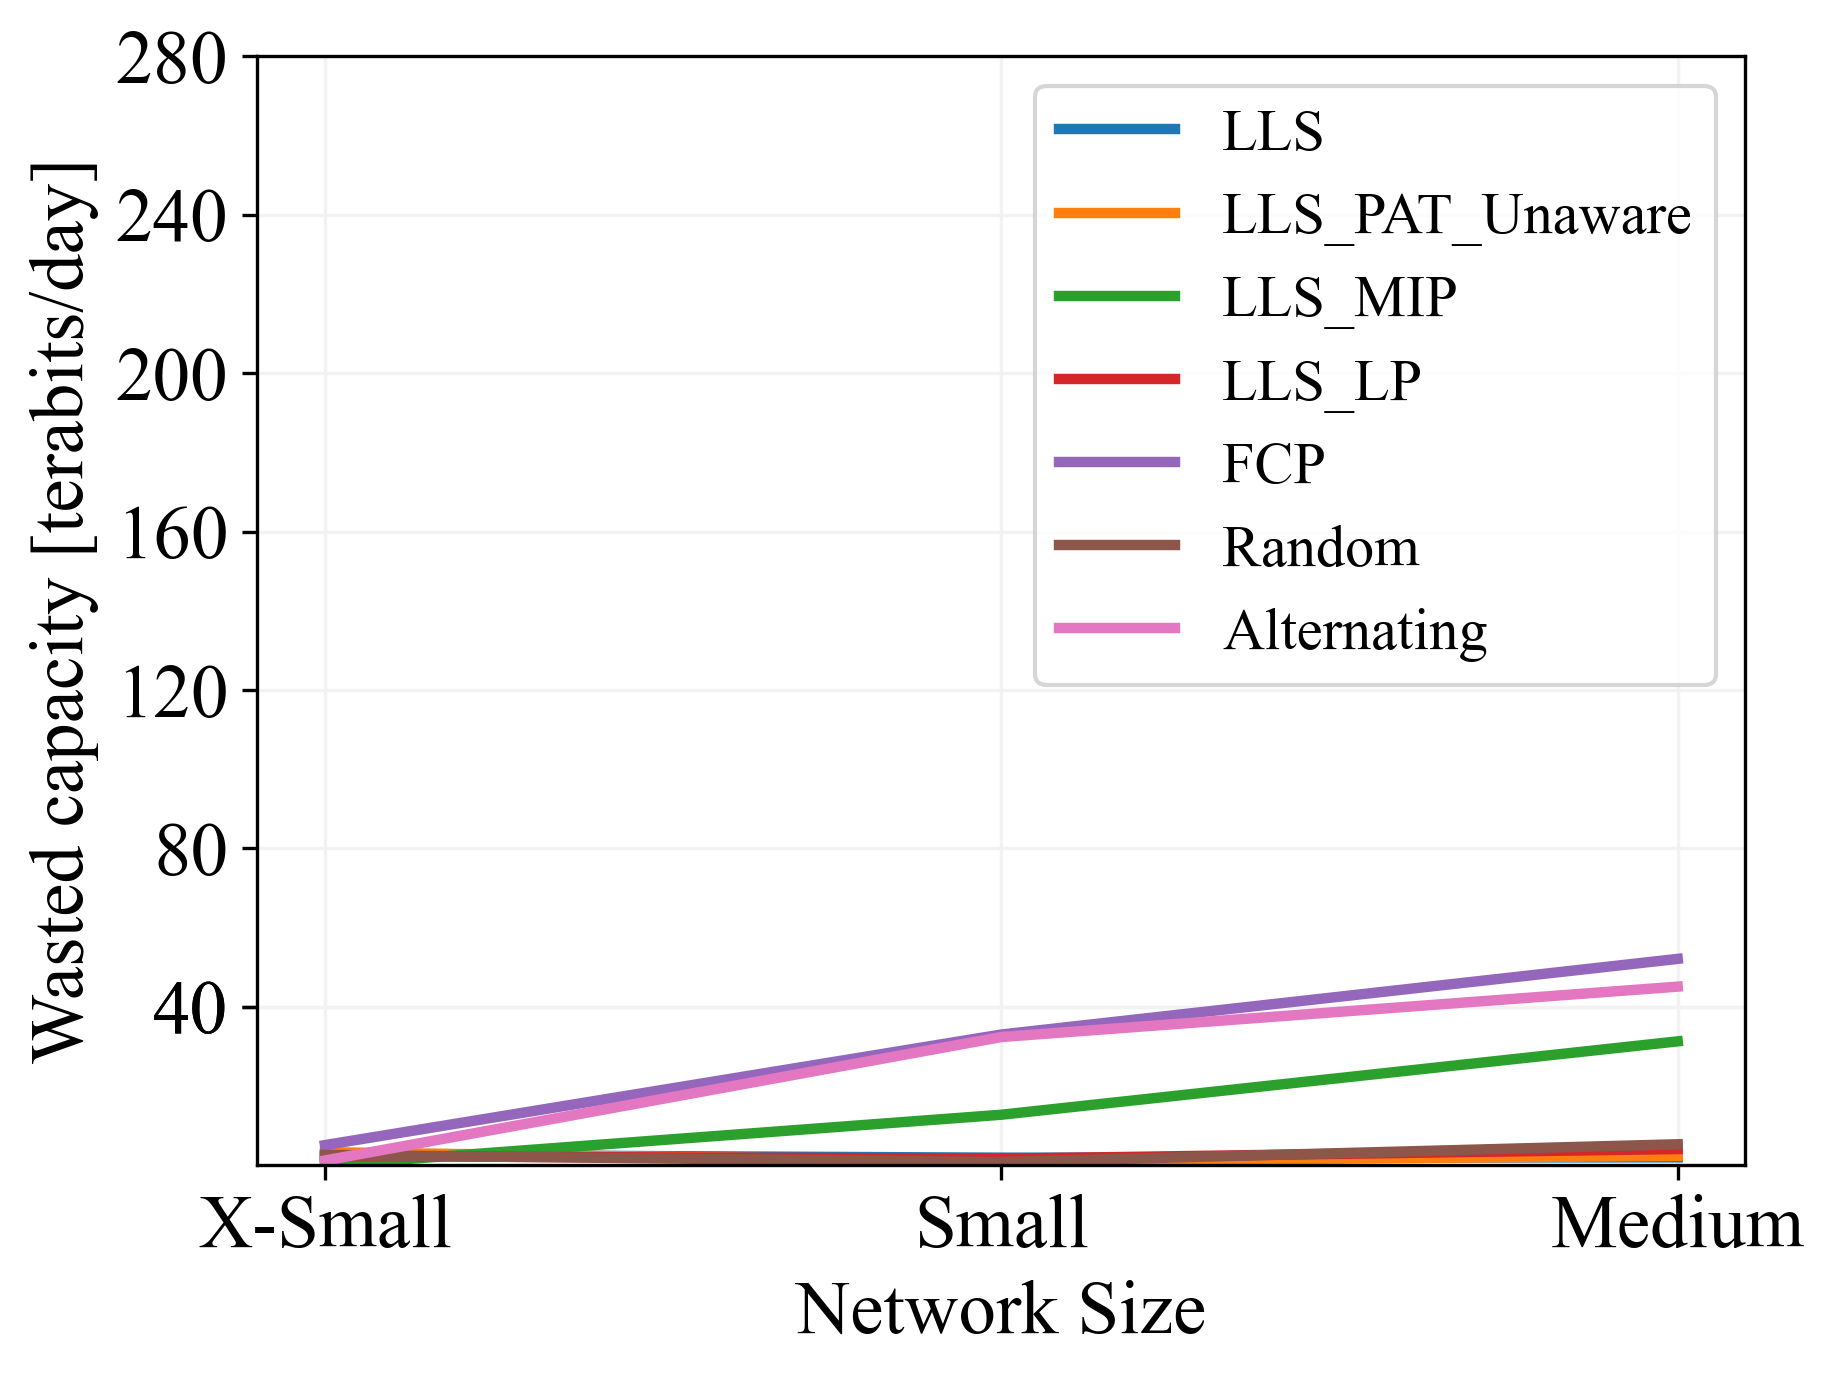 Wasted capacity [terabits/day]
280
240
200
160
120
80
40
LLS
LLS_PAT_Unaware
LLS_MIP
LLS_LP
FCP
Random
Alternating
X-Small Small Medium
Network Size